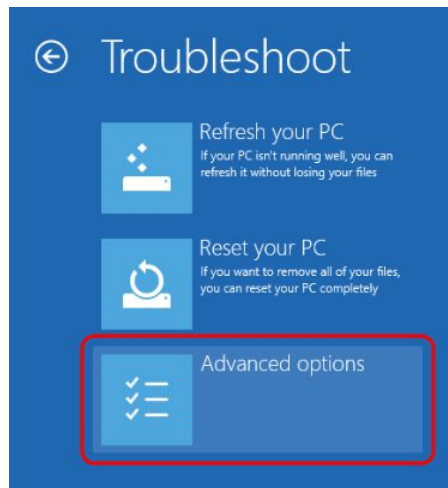 Troubleshoot
Refresh your PC
If your PC isn't running well, you can
refresh it without losing your files
Reset your PC
If you want to remove all of your files,
you can reset your PC completely
Advanced options